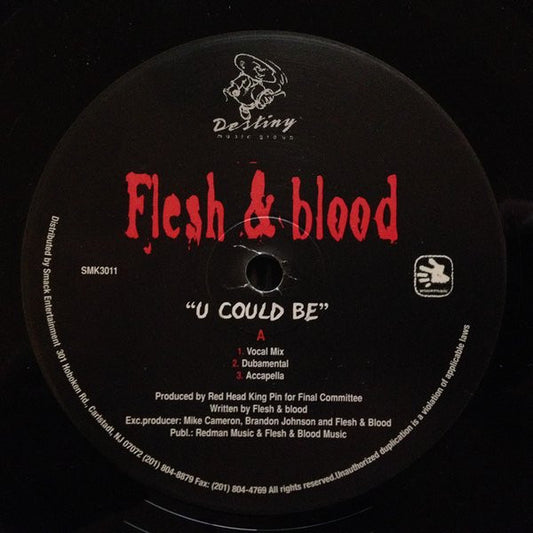 Destiny
music group
Flesh & blood
SMK3011
"U COULD BE"
A
1. Vocal Mix
2. Dubamental
3. Accapella
Produced by Red Head King Pin for Final Committee
Written by Flesh & blood
Exc.producer: Mike Cameron, Brandon Johnson and Flesh & Blood
Publ.: Redman Music & Flesh & Blood Music
Distributed by Smack Entertainment 301 Hoboken Rd., Carlstedt, NJ 07072 (201) 804-8879 Fax: (201) 804-4769 All rights reserved.Unauthorized duplication is a violation of applicable laws